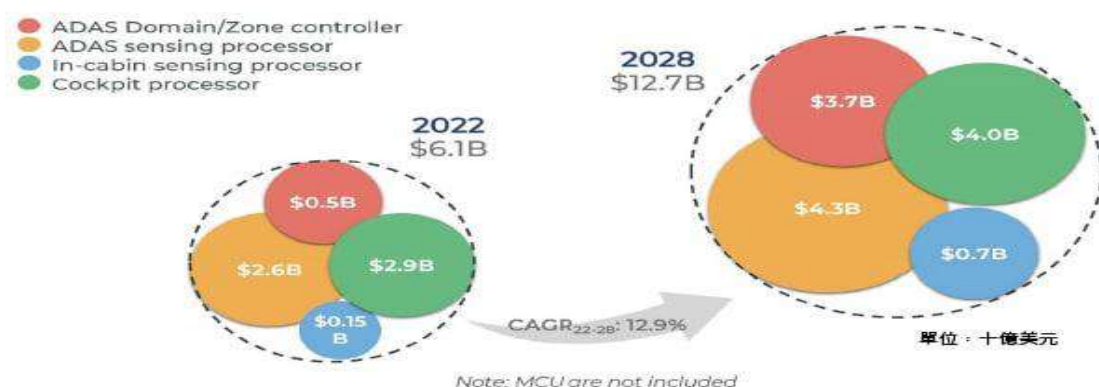 ADAS Domain/Zone controller
ADAS sensing processor
In-cabin sensing processor
Cockpit processor
2022
$6.1B
$0.5B
$2.6B
$2.9B
$0.15
B
CAGR22-28: 12.9%
2028
$12.7B
$3.7B
$4.0B
$4.3B
$0.7B
單位：十億美元
Note: MCU are not included